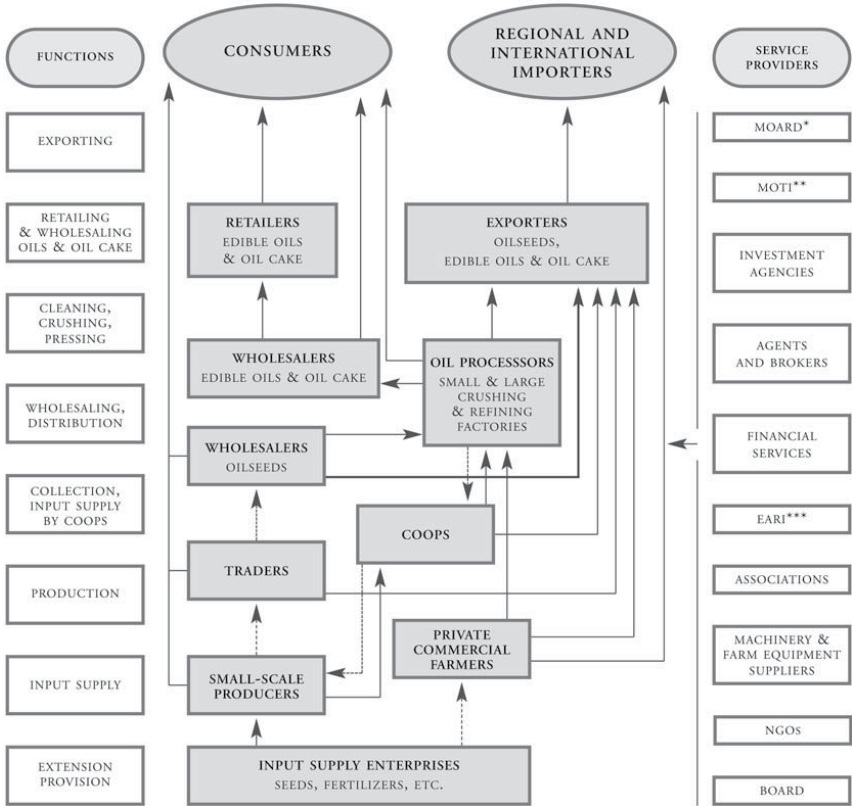 FUNCTIONS
EXPORTING
RETAILING
& WHOLESALING
OILS & OIL CAKE
CLEANING,
CRUSHING,
PRESSING
WHOLESALING,
DISTRIBUTION
COLLECTION,
INPUT SUPPLY
BY COOPS
PRODUCTION
INPUT SUPPLY
EXTENSION
PROVISION
CONSUMERS
REGIONAL AND
INTERNATIONAL
IMPORTERS
RETAILERS
EDIBLE OILS
& OIL CAKE
EXPORTERS
OILSEEDS,
EDIBLE OILS & OIL CAKE
WHOLESALERS
EDIBLE OILS & OIL CAKE
OIL PROCESSSORS
SMALL & LARGE
CRUSHING
& REFINING
FACTORIES
WHOLESALERS
OILSEEDS
COOPS
TRADERS
PRIVATE
COMMERCIAL
FARMERS
SMALL-SCALE
PRODUCERS
INPUT SUPPLY ENTERPRISES
SEEDS, FERTILIZERS, ETC.
SERVICE
PROVIDERS
MOARD*
MOTI**
INVESTMENT
AGENCIES
AGENTS
AND BROKERS
FINANCIAL
SERVICES
EARI***
ASSOCIATIONS
MACHINERY &
FARM EQUIPMENT
SUPPLIERS
NGOs
BOARD